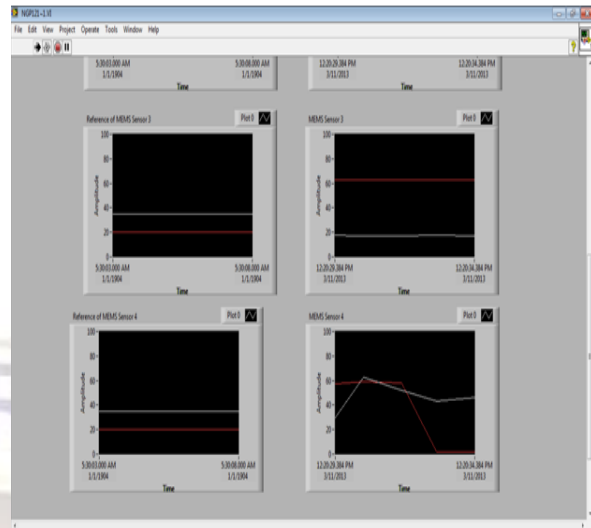 NIGP121~1.VI
File Edit View Project Operate Tools Window Help
5:30:03.000 AM 5:30:08.000 AM
1/1/1904 1/1/1904
Time
12:20:29.384 PM 12:20:34.384 PM
3/11/2013 3/11/2013
Time
Reference of MEMS Sensor 3 Plot 0
Amplitude
100
80
60
40
20
0
5:30:03.000 AM 5:30:08.000 AM
1/1/1904 1/1/1904
Time
MEMS Sensor 3 Plot 0
Amplitude
100
80
60
40
20
0
12:20:29.384 PM 12:20:34.384 PM
3/11/2013 3/11/2013
Time
Reference of MEMS Sensor 4 Plot 0
Amplitude
100
80
60
40
20
0
5:30:03.000 AM 5:30:08.000 AM
1/1/1904 1/1/1904
Time
MEMS Sensor 4 Plot 0
Amplitude
100
80
60
40
20
0
12:20:29.384 PM 12:20:34.384 PM
3/11/2013 3/11/2013
Time